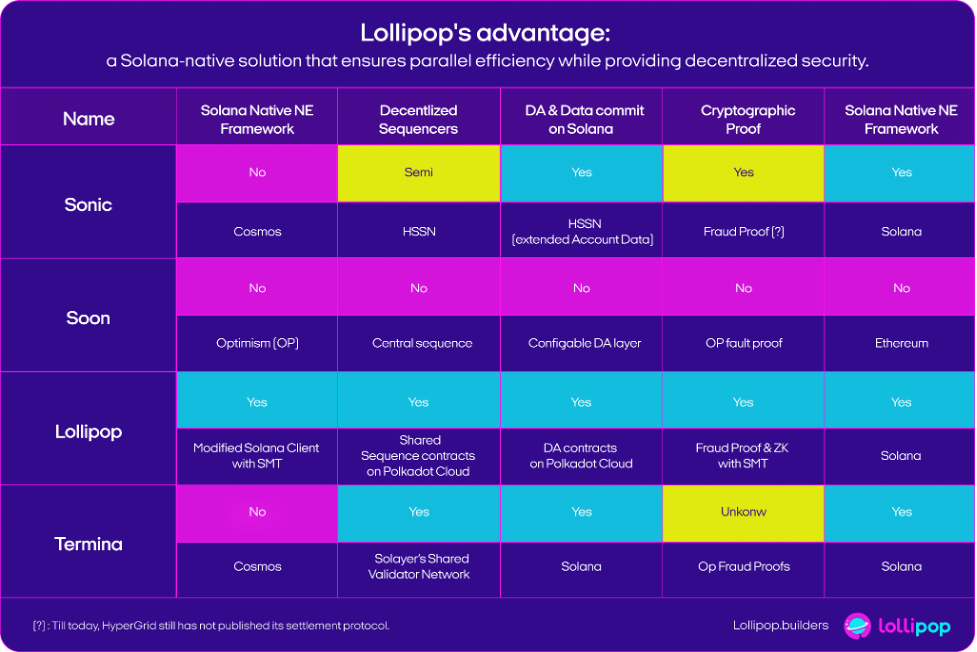 Lollipop's advantage:
a Solana-native solution that ensures parallel efficiency while providing decentralized security.
Name
Solana Native NE
Framework
Decentlized
Sequencers
DA & Data commit
on Solana
Cryptographic
Proof
Solana Native NE
Framework
Sonic
No
Semi
Yes
Yes
Yes
Cosmos
HSSN
HSSN
(extended Account Data)
Fraud Proof (?)
Solana
Soon
No
No
No
No
No
Optimism (OP)
Central sequence
Configable DA layer
OP fault proof
Ethereum
Lollipop
Yes
Yes
Yes
Yes
Yes
Modified Solana Client
with SMT
Shared
Sequence contracts
on Polkadot Cloud
DA contracts
on Polkadot Cloud
Fraud Proof & ZK
with SMT
Solana
Termina
No
Yes
Yes
Unkonw
Yes
Cosmos
Solayer's Shared
Validator Network
Solana
Op Fraud Proofs
Solana
(?) : Till today, HyperGrid still has not published its settlement protocol.
Lollipop.builders
lollipop